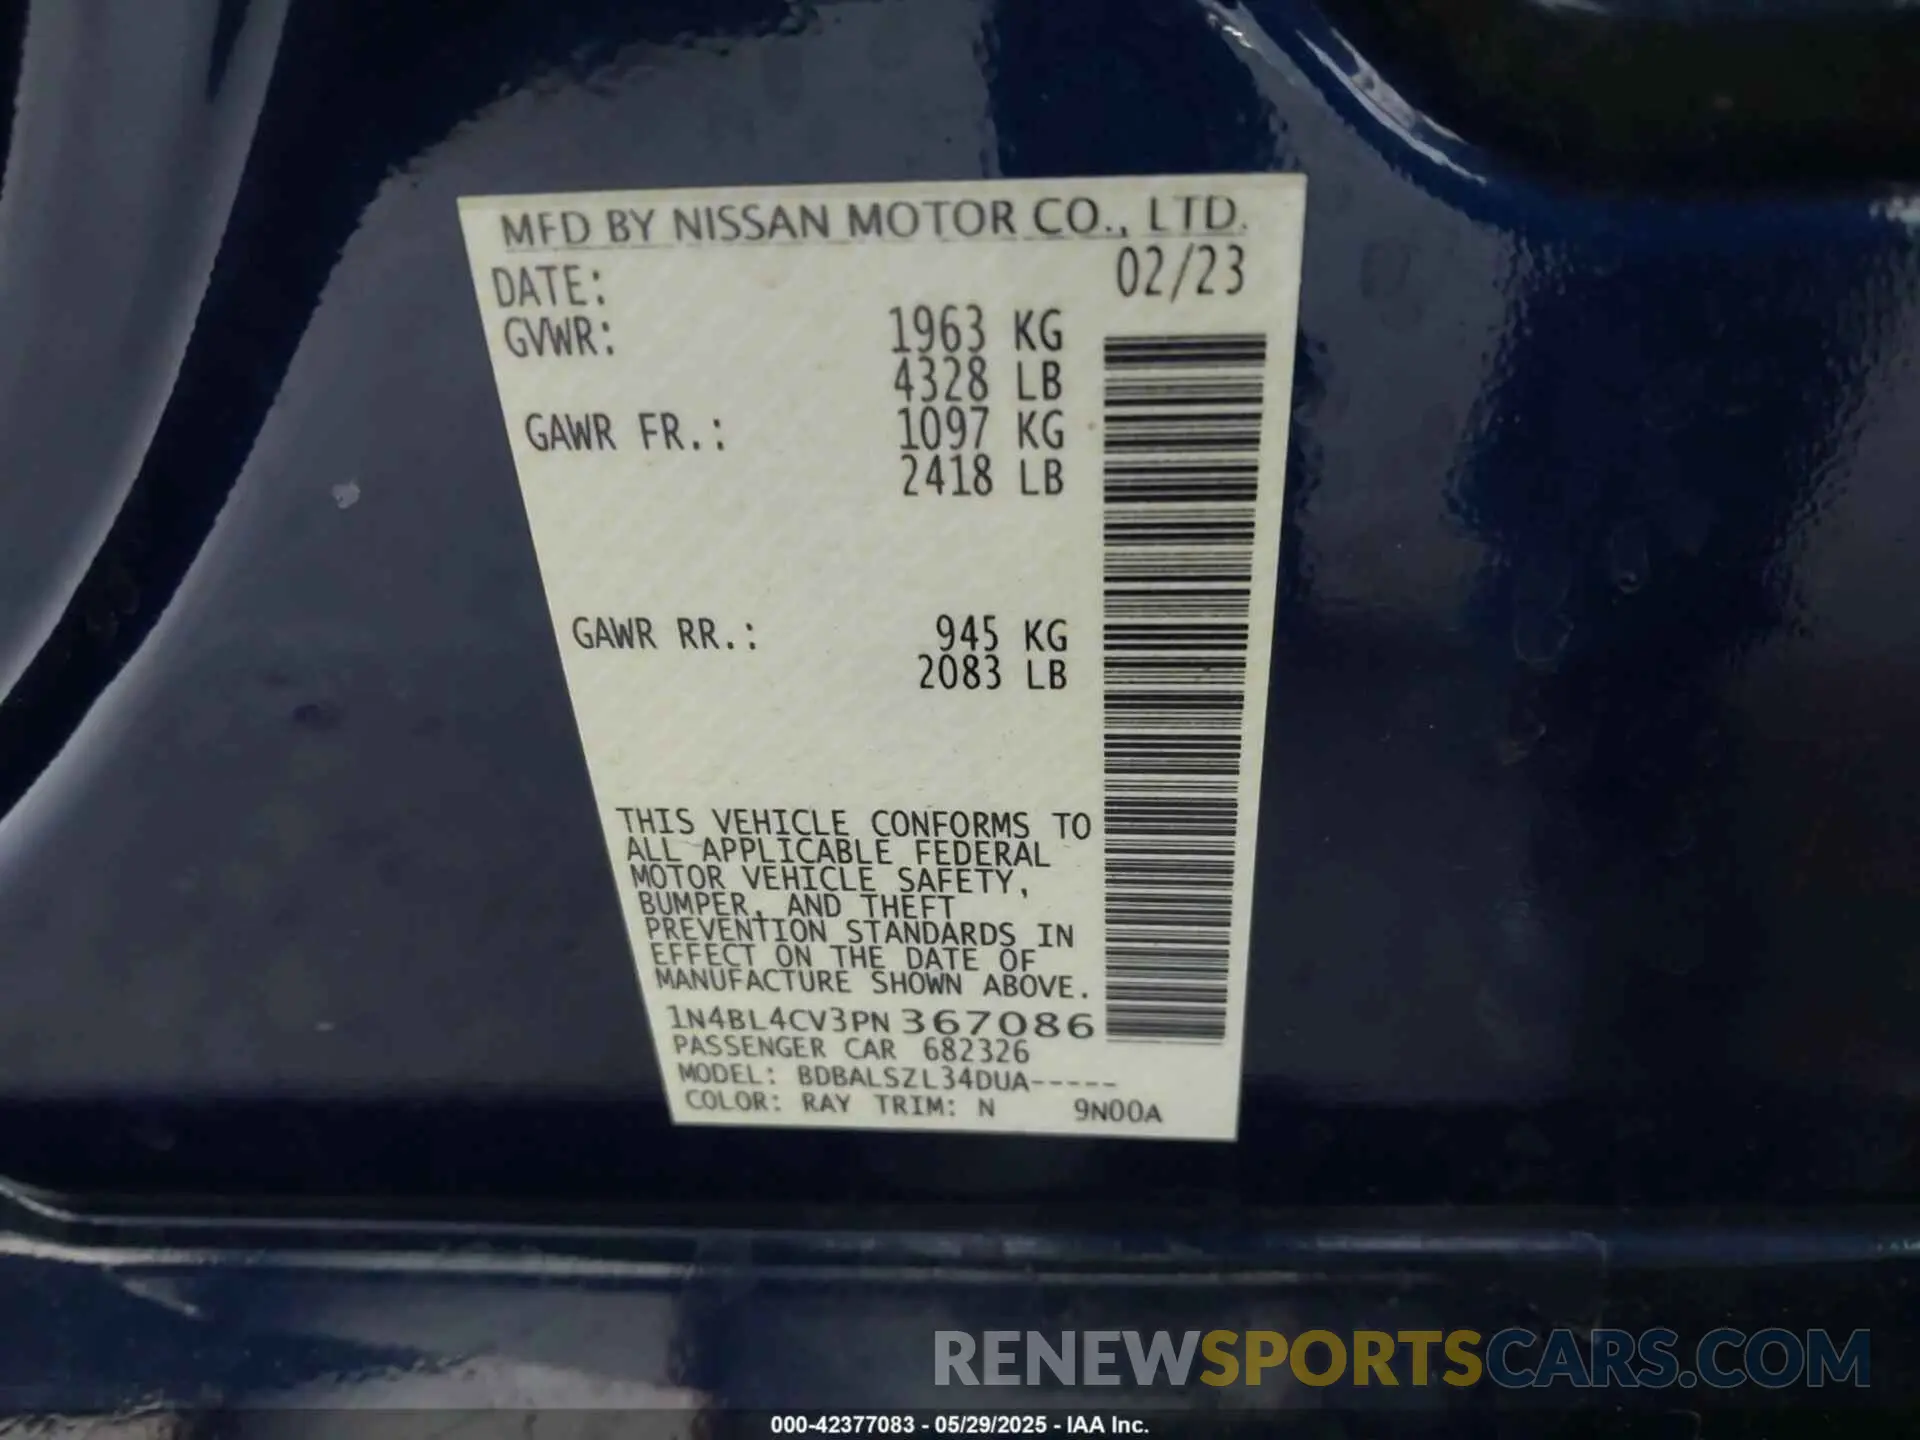 MFD BY NISSAN MOTOR CO., LTD.
DATE: 02/23
GVWR: 1963 KG
4328 LB
GAWR FR.: 1097 KG
2418 LB
GAWR RR.: 945 KG
2083 LB
THIS VEHICLE CONFORMS TO
ALL APPLICABLE FEDERAL
MOTOR VEHICLE SAFETY,
BUMPER, AND THEFT
PREVENTION STANDARDS IN
EFFECT ON THE DATE OF
MANUFACTURE SHOWN ABOVE.
1N4BL4CV3PN367086
PASSENGER CAR 682326
MODEL: BDBALSZL34DUA-----
COLOR: RAY TRIM: N 9N00A
RENEWSPORTSCARS.COM
000-42377083 - 05/29/2025 - IAA Inc.